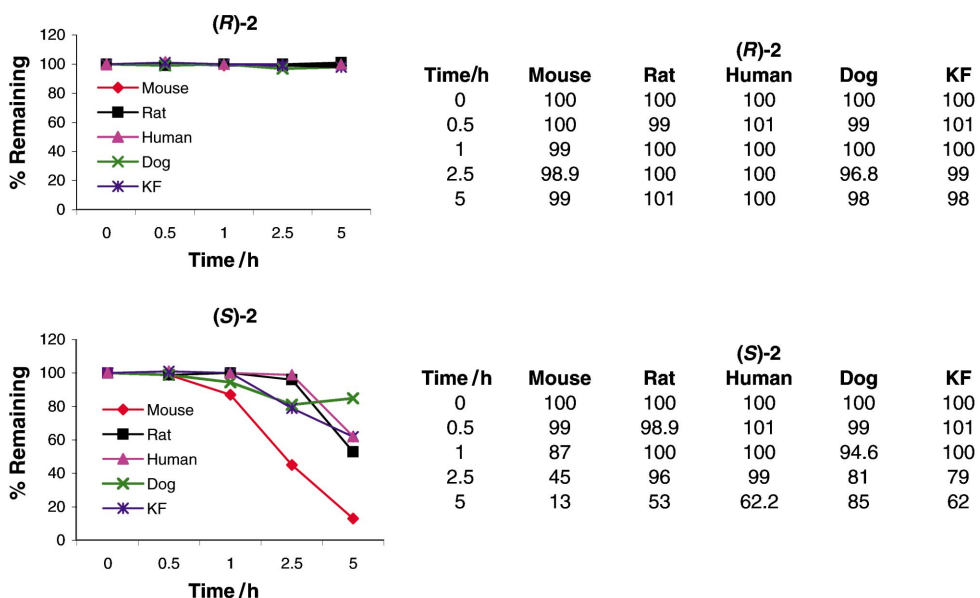 (R)-2
120
100
80
60
40
20
0
% Remaining
Mouse
Rat
Human
Dog
KF
0 0.5 1 2.5 5
Time /h
(R)-2
Time/h Mouse Rat Human Dog KF
0 100 100 100 100 100
0.5 100 99 101 99 101
1 99 100 100 100 100
2.5 98.9 100 100 96.8 99
5 99 101 100 98 98
(S)-2
120
100
80
60
40
20
0
% Remaining
Mouse
Rat
Human
Dog
KF
0 0.5 1 2.5 5
Time /h
(S)-2
Time /h Mouse Rat Human Dog KF
0 100 100 100 100 100
0.5 99 98.9 101 99 101
1 87 100 100 94.6 100
2.5 45 96 99 81 79
5 13 53 62.2 85 62